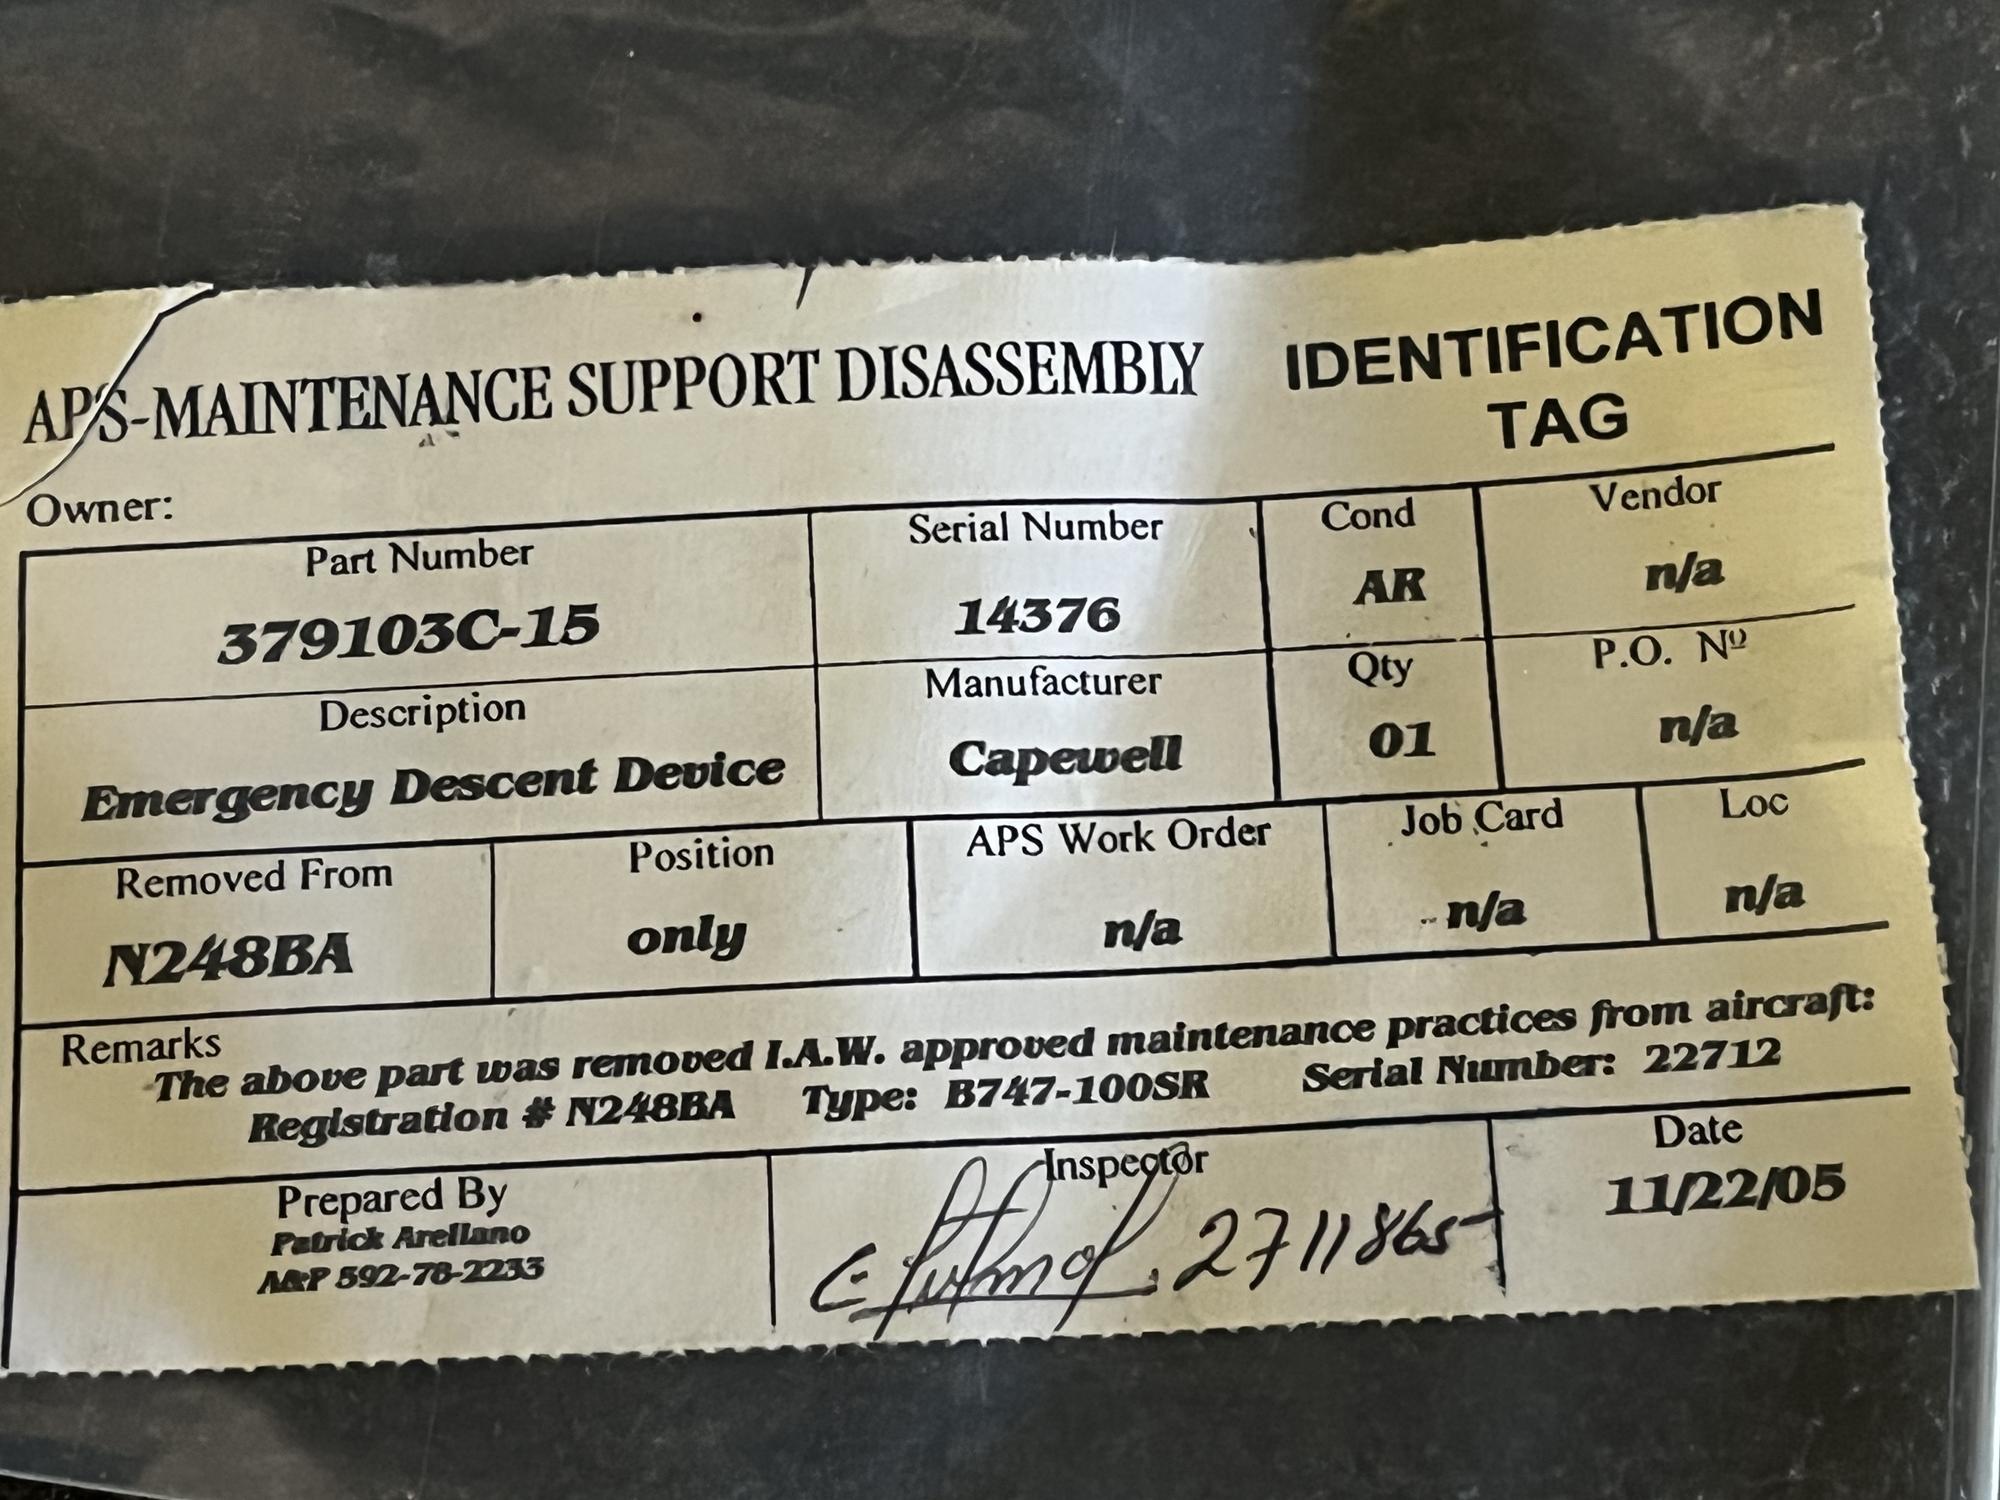 APS-MAINTENANCE SUPPORT DISASSEMBLY
IDENTIFICATION
TAG
Owner:
Part Number
379103C-15
Serial Number
14376
Cond
AR
Vendor
n/a
Description
Emergency Descent Device
Manufacturer
Capewell
Qty
01
P.O. Nº
n/a
Removed From
N248BA
Position
only
APS Work Order
n/a
Job Card
n/a
Loc
n/a
Remarks
The above part was removed I.A.W. approved maintenance practices from aircraft:
Registration # N248BA Type: B747-100SR Serial Number: 22712
Prepared By
Patrick Arellano
A&P 592-78-2233
Inspector
2711865
Date
11/22/05